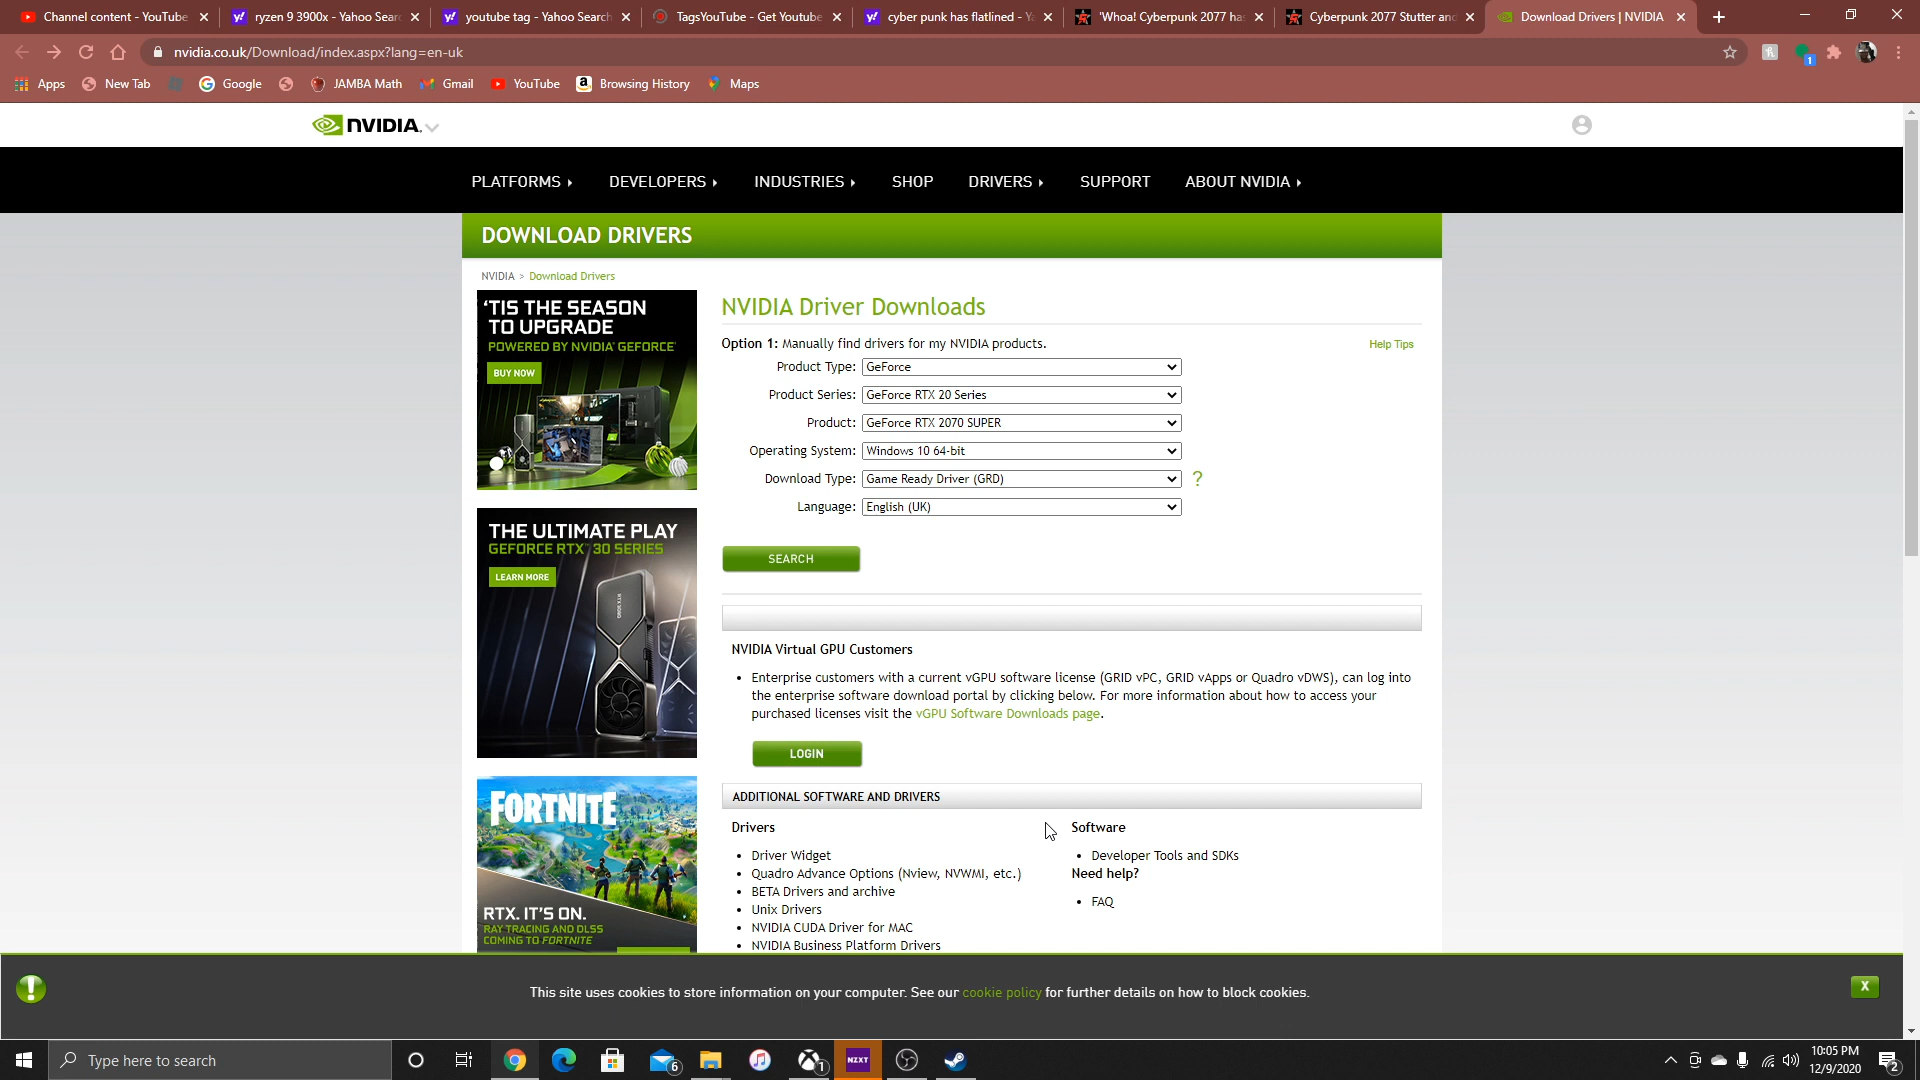 Channel content - YouTube
ryzen 9 3900x - Yahoo Searc
youtube tag - Yahoo Search
TagsYouTube - Get Youtube
cyber punk has flatlined - Y
'Whoa! Cyberpunk 2077 ha
Cyberpunk 2077 Stutter and
Download Drivers | NVIDIA
nvidia.co.uk/Download/index.aspx?lang=en-uk
1
Apps
New Tab
Google
JAMBA Math
Gmail
YouTube
Browsing History
Maps
NVIDIA.
PLATFORMS
DEVELOPERS
INDUSTRIES
SHOP
DRIVERS
SUPPORT
ABOUT NVIDIA
DOWNLOAD DRIVERS
NVIDIA > Download Drivers
'TIS THE SEASON
TO UPGRADE
POWERED BY NVIDIA GEFORCE
BUY NOW
THE ULTIMATE PLAY
GEFORCE RTX 30 SERIES
LEARN MORE
FORTNITE
RTX. IT'S ON.
RAY TRACING AND DLSS
COMING TO FORTNITE
NVIDIA Driver Downloads
Option 1: Manually find drivers for my NVIDIA products.
Help Tips
Product Type: GeForce
Product Series: GeForce RTX 20 Series
Product: GeForce RTX 2070 SUPER
Operating System: Windows 10 64-bit
Download Type: Game Ready Driver (GRD) ?
Language: English (UK)
SEARCH
NVIDIA Virtual GPU Customers
• Enterprise customers with a current vGPU software license (GRID vPC, GRID vApps or Quadro vDWS), can log into
the enterprise software download portal by clicking below. For more information about how to access your
purchased licenses visit the vGPU Software Downloads page.
LOGIN
ADDITIONAL SOFTWARE AND DRIVERS
Drivers
• Driver Widget
• Quadro Advance Options (Nview, NVWMI, etc.)
• BETA Drivers and archive
• Unix Drivers
• NVIDIA CUDA Driver for MAC
• NVIDIA Business Platform Drivers
Software
• Developer Tools and SDKs
Need help?
• FAQ
This site uses cookies to store information on your computer. See our cookie policy for further details on how to block cookies.
X
Type here to search
6
1
NZXT
10:05 PM
12/9/2020
2